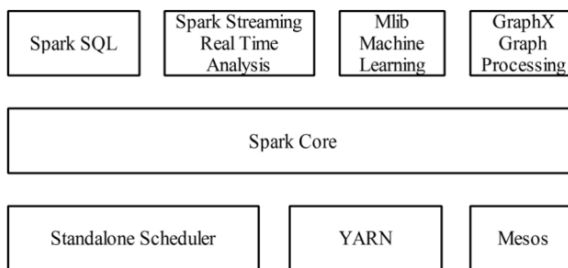 Spark SQL
Spark Streaming
Real Time
Analysis
Mlib
Machine
Learning
GraphX
Graph
Processing
Spark Core
Standalone Scheduler
YARN
Mesos